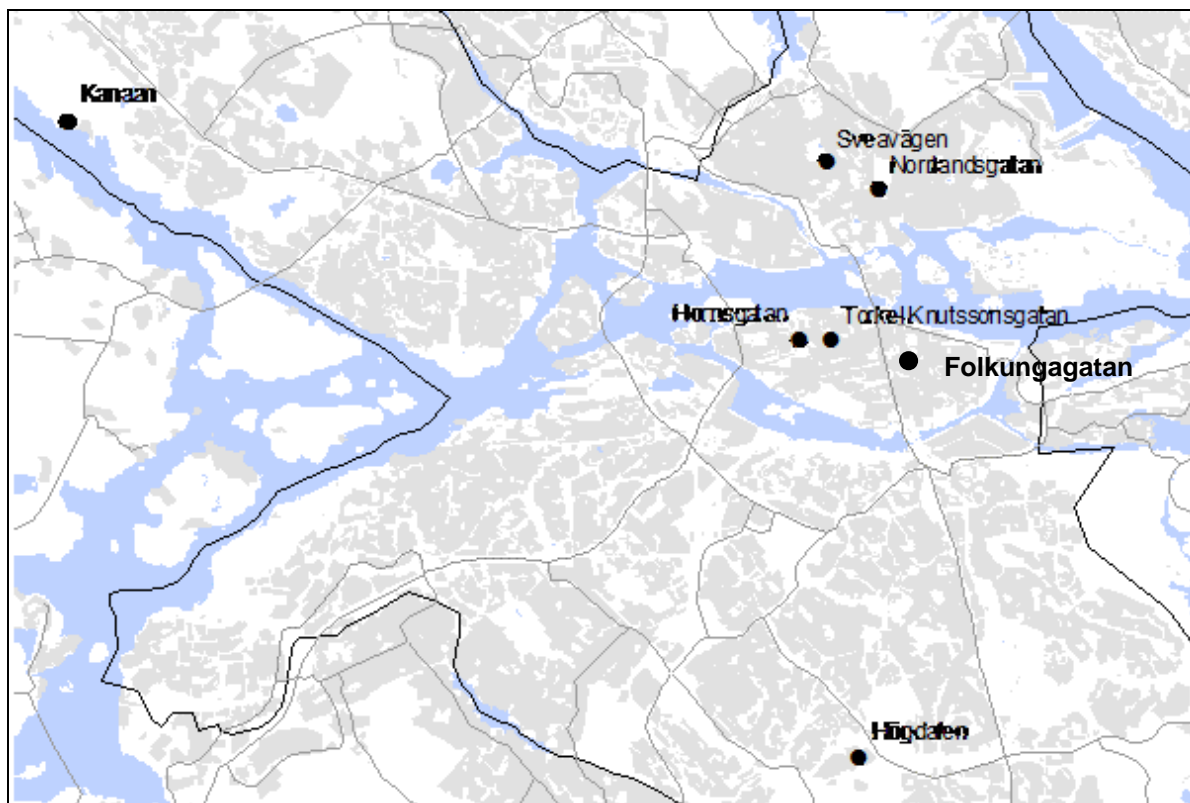 Kanaan
Sveavägen
Norrlandsgatan
Hornsgatan
Torkel Knutssonsgatan
Folkungagatan
Högdalen